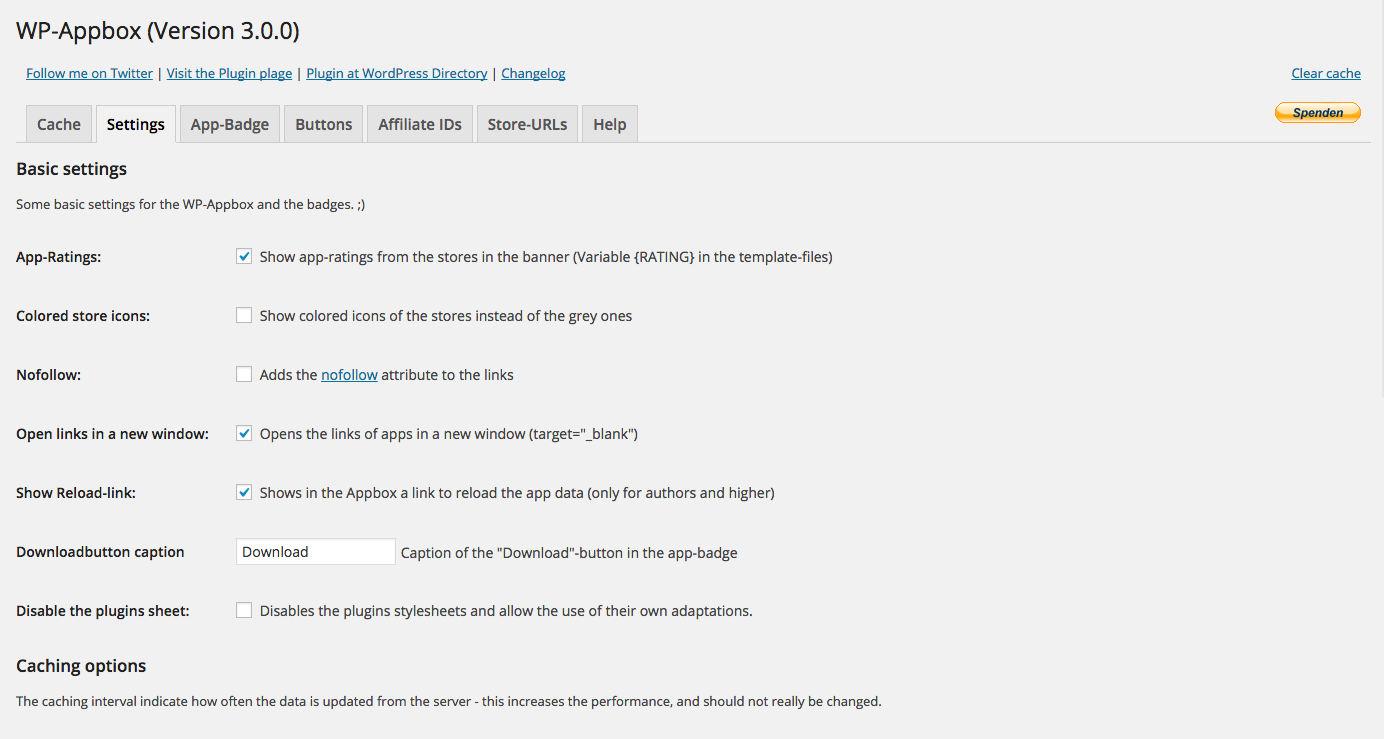 WP-Appbox (Version 3.0.0)
Follow me on Twitter | Visit the Plugin plage | Plugin at WordPress Directory | Changelog
Clear cache
Cache Settings App-Badge Buttons Affiliate IDs Store-URLs Help
Spenden
Basic settings
Some basic settings for the WP-Appbox and the badges. ;)
App-Ratings: Show app-ratings from the stores in the banner (Variable {RATING} in the template-files)
Colored store icons: Show colored icons of the stores instead of the grey ones
Nofollow: Adds the nofollow attribute to the links
Open links in a new window: Opens the links of apps in a new window (target="_blank")
Show Reload-link: Shows in the Appbox a link to reload the app data (only for authors and higher)
Downloadbutton caption Download Caption of the "Download"-button in the app-badge
Disable the plugins sheet: Disables the plugins stylesheets and allow the use of their own adaptations.
Caching options
The caching interval indicate how often the data is updated from the server - this increases the performance, and should not really be changed.